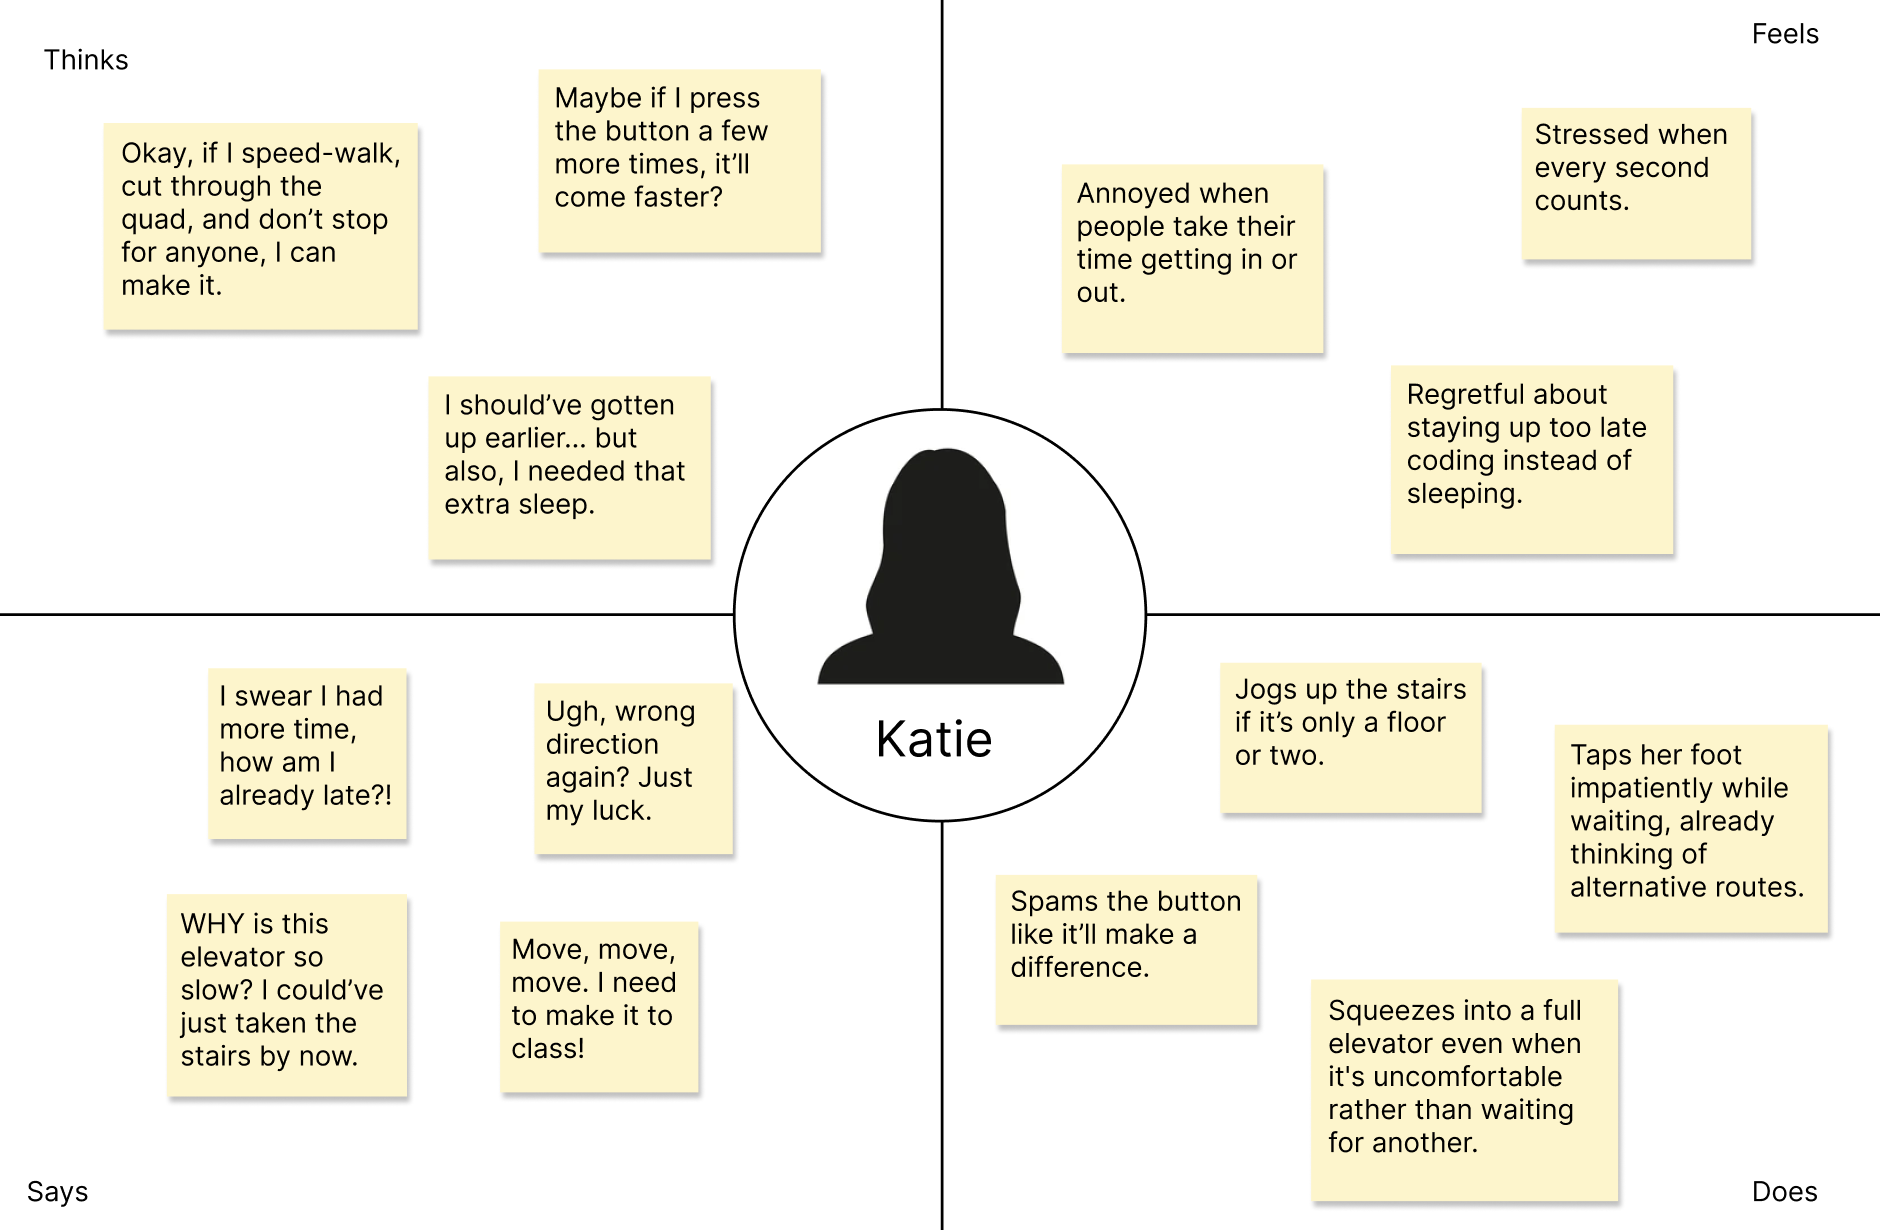 Thinks
Okay, if I speed-walk,
cut through the
quad, and don’t stop
for anyone, I can
make it.
Maybe if I press
the button a few
more times, it’ll
come faster?
I should’ve gotten
up earlier... but
also, I needed that
extra sleep.
Feels
Annoyed when
people take their
time getting in or
out.
Stressed when
every second
counts.
Regretful about
staying up too late
coding instead of
sleeping.
Katie
I swear I had
more time,
how am I
already late?!
Ugh, wrong
direction
again? Just
my luck.
WHY is this
elevator so
slow? I could’ve
just taken the
stairs by now.
Move, move,
move. I need
to make it to
class!
Says
Jogs up the stairs
if it’s only a floor
or two.
Taps her foot
impatiently while
waiting, already
thinking of
alternative routes.
Spams the button
like it’ll make a
difference.
Squeezes into a full
elevator even when
it's uncomfortable
rather than waiting
for another.
Does